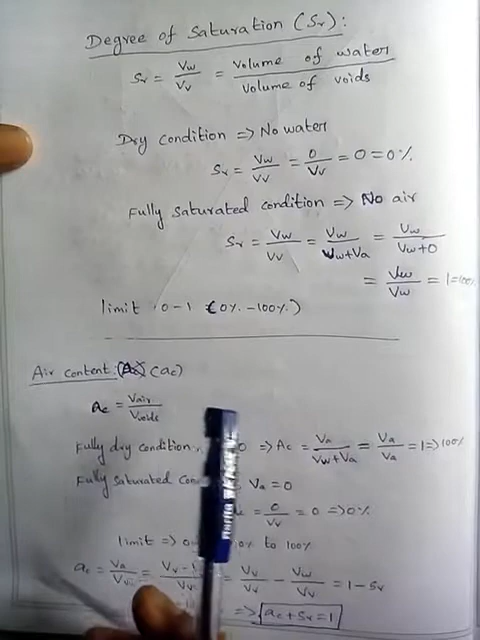 Degree of Saturation (Sr):
Sr = Vw/Vv = Volume of water/Volume of voids
Dry condition => No water
Sr = Vw/Vv = 0/Vv = 0 = 0%
Fully Saturated condition => No air
Sr = Vw/Vv = Vw/Vw+Va = Vw/Vw+0
= Vw/Vw = 1=100%
limit 0-1 (0% - 100%)
Air content: (ac)
ac = Vair/Voids
Fully dry condition 0 => Ac = Va/Vw+Va = Va/Va = 1=>100%
Fully saturated Va = 0
= 0/Vv = 0 =>0%
limit => 0% to 100%
ac = Va/Vv = = Vv/Vv - Vw/Vv = 1-Sr
=> ac + Sr = 1